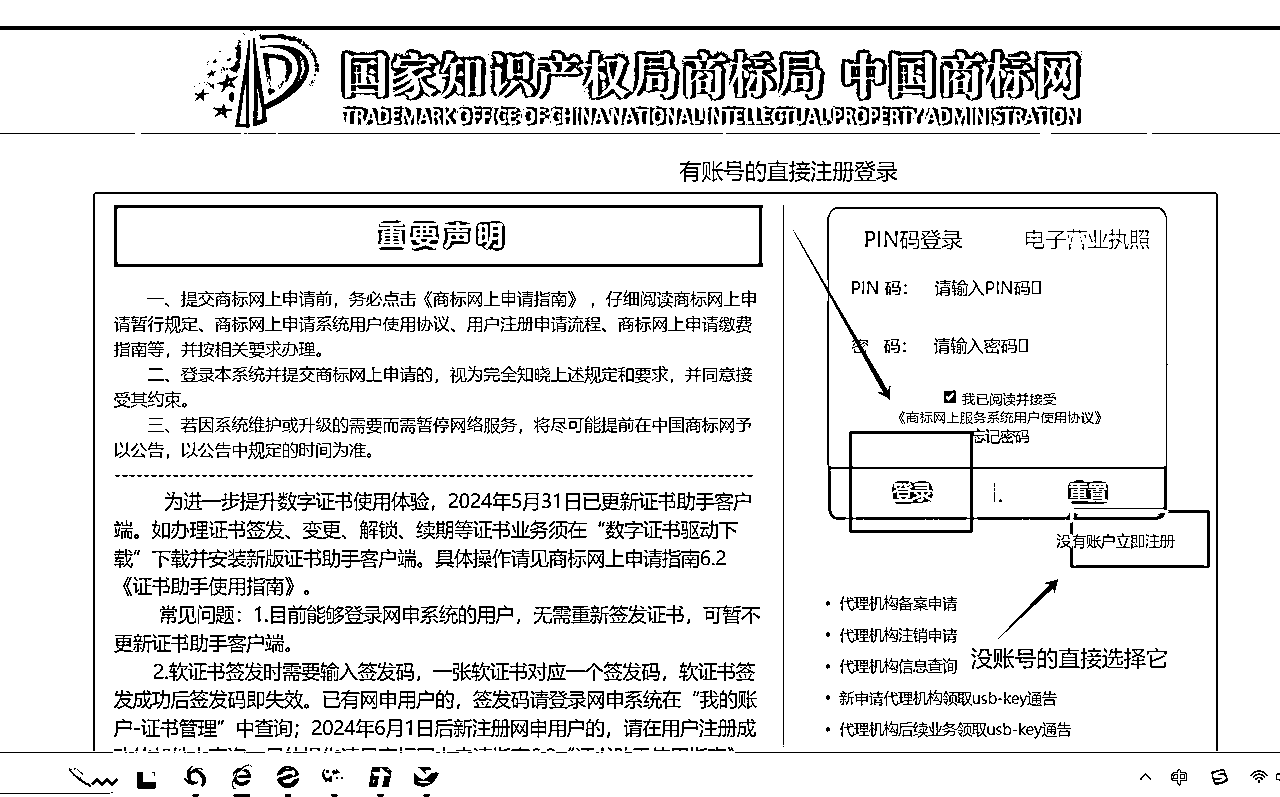 国家知识产权局商标局 中国商标网
TRADEMARK OFFICE OF CHINA NATIONAL INTELLECTUAL PROPERTY ADMINISTRATION
有账号的直接注册登录
重要声明
一、提交商标网上申请前，务必点击《商标网上申请指南》，仔细阅读商标网上申
请暂行规定、商标网上申请系统用户使用协议、用户注册申请流程、商标网上申请缴费
指南等，并按相关要求办理。
二、登录本系统并提交商标网上申请的，视为完全知晓上述规定和要求，并同意接
受其约束。
三、若因系统维护或升级的需要而需暂停网络服务，将尽可能提前在中国商标网予
以公告，以公告中规定的时间为准。
为进一步提升数字证书使用体验，2024年5月31日已更新证书助手客户
端。如办理证书签发、变更、解锁、续期等证书业务须在“数字证书驱动下
载”下载并安装新版证书助手客户端。具体操作请见商标网上申请指南6.2
《证书助手使用指南》。
常见问题：1.目前能够登录网申系统的用户，无需重新签发证书，可暂不
更新证书助手客户端。
2.软证书签发时需要输入签发码，一张软证书对应一个签发码，软证书签
发成功后签发码即失效。已有网申用户的，签发码请登录网申系统在“我的账
户-证书管理”中查询；2024年6月1日后新注册网申用户的，请在用户注册成
PIN码登录 电子营业执照
PIN 码： 请输入PIN码
密 码： 请输入密码
我已阅读并接受
《商标网上服务系统用户使用协议》
忘记密码
登录 | 重置
没有账户立即注册
• 代理机构备案申请
• 代理机构注销申请
• 代理机构信息查询
没账号的直接选择它
• 新申请代理机构领取usb-key通告
• 代理机构后续业务领取usb-key通告
中